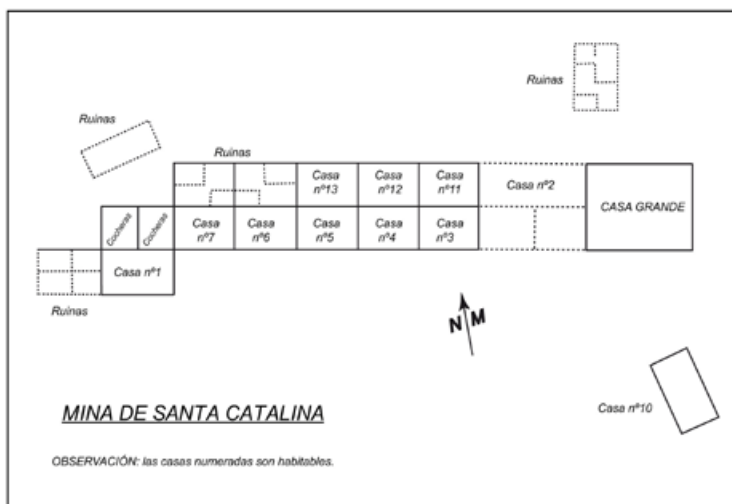 Ruinas
Ruinas
Ruinas
Casa
nº13
Casa
nº12
Casa
nº11
Casa nº2
CASA GRANDE
Cocheras
Cocheras
Casa
nº7
Casa
nº6
Casa
nº5
Casa
nº4
Casa
nº3
Casa nº1
Ruinas
N M
Casa nº10
MINA DE SANTA CATALINA
OBSERVACIÓN: las casas numeradas son habitables.